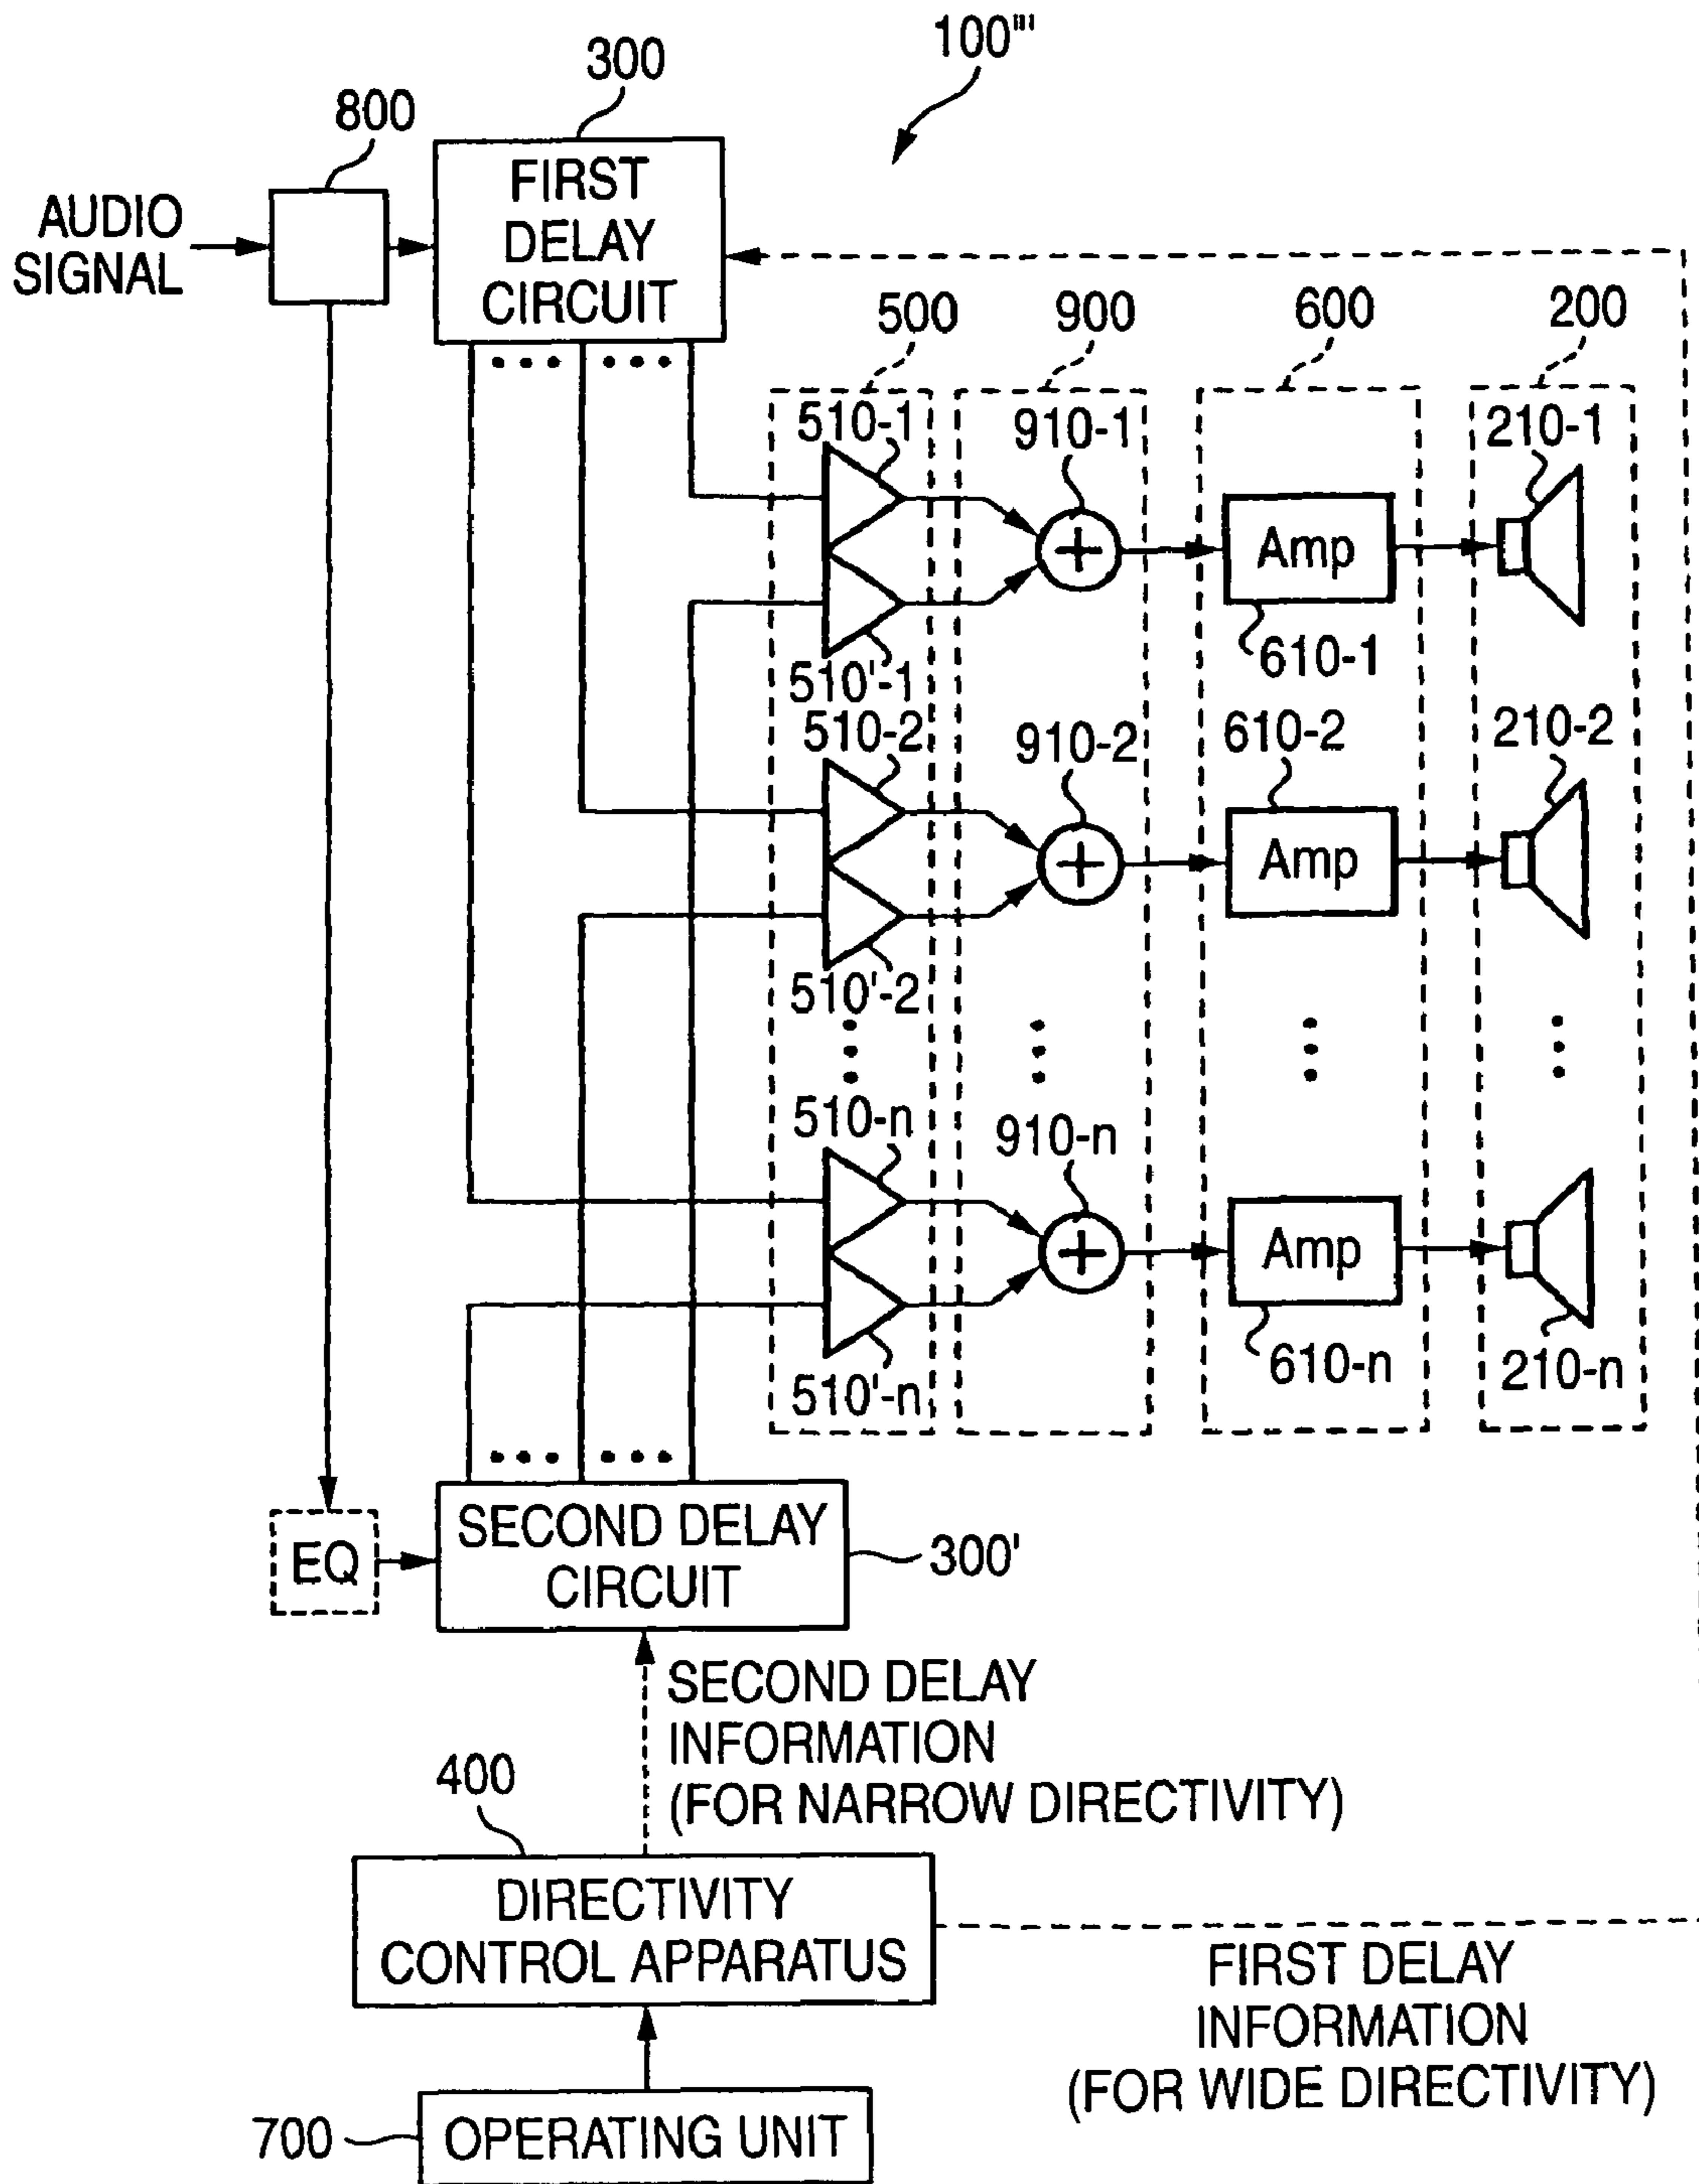 100'''
300
800
FIRST
DELAY
CIRCUIT
AUDIO
SIGNAL
500
900
600
200
510-1
910-1
210-1
Amp
610-1
510'-1
510-2
910-2
610-2
210-2
Amp
510'-2
510-n
910-n
Amp
610-n
210-n
510'-n
EQ
SECOND DELAY
CIRCUIT
300'
SECOND DELAY
INFORMATION
(FOR NARROW DIRECTIVITY)
400
DIRECTIVITY
CONTROL APPARATUS
FIRST DELAY
INFORMATION
(FOR WIDE DIRECTIVITY)
700
OPERATING UNIT